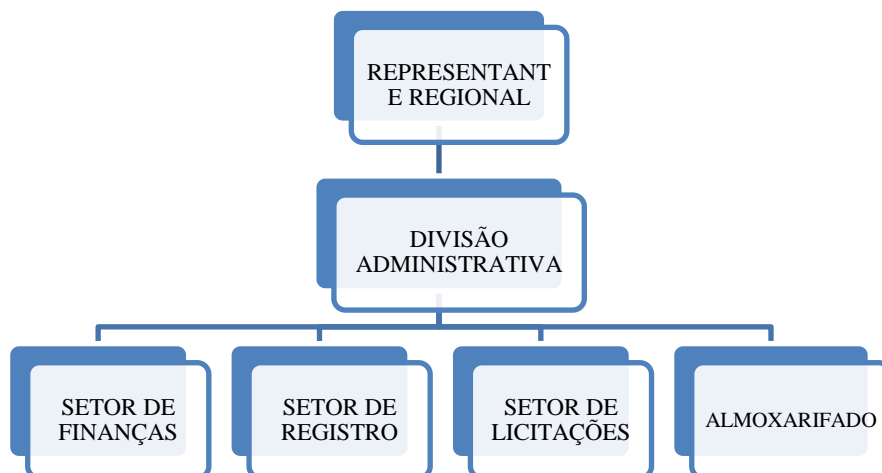 REPRESENTANT
E REGIONAL
DIVISÃO
ADMINISTRATIVA
SETOR DE
FINANÇAS
SETOR DE
REGISTRO
SETOR DE
LICITAÇÕES
ALMOXARIFADO